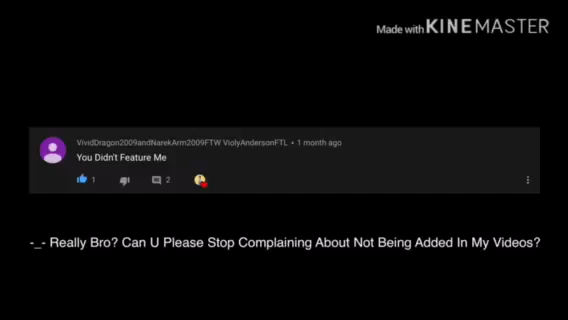 Made with KINEMASTER
VividDragon2009andNarekArm2009FTW ViolyAndersonFTL • 1 month ago
You Didn't Feature Me
1 2
-_- Really Bro? Can U Please Stop Complaining About Not Being Added In My Videos?